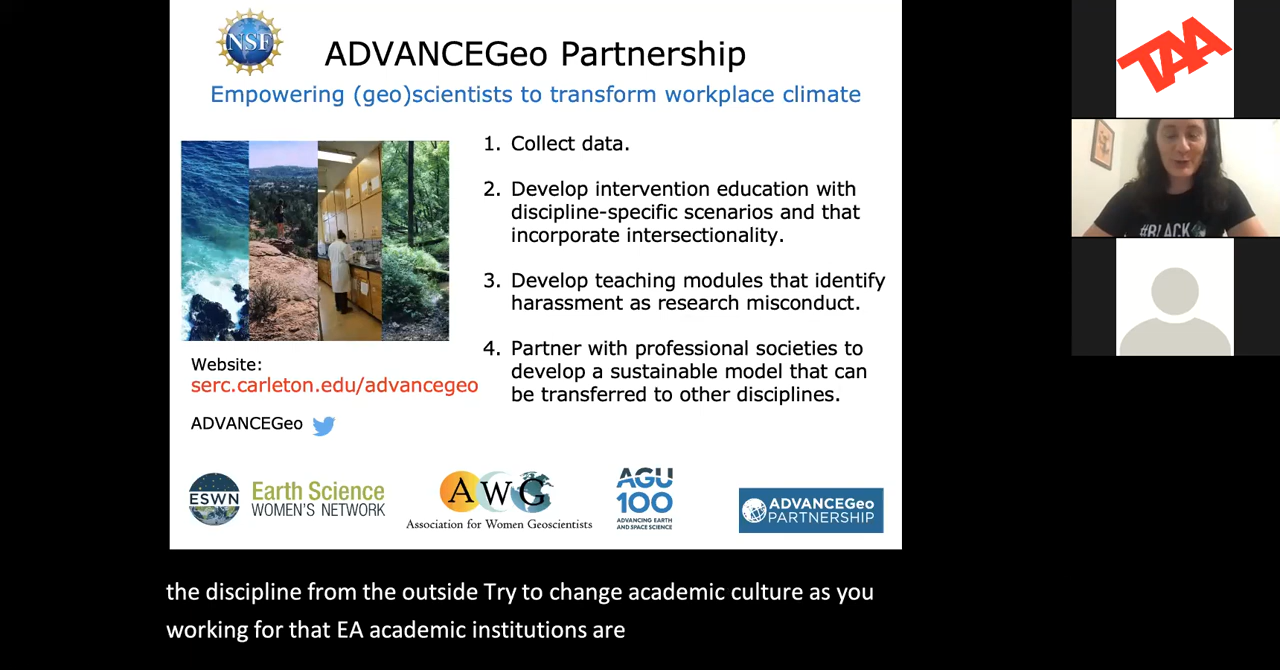 NSF
ADVANCEGeo Partnership
Empowering (geo)scientists to transform workplace climate
1. Collect data.
2. Develop intervention education with
discipline-specific scenarios and that
incorporate intersectionality.
3. Develop teaching modules that identify
harassment as research misconduct.
4. Partner with professional societies to
develop a sustainable model that can
be transferred to other disciplines.
Website:
serc.carleton.edu/advancegeo
ADVANCEGeo
ESWN
Earth Science
WOMEN'S NETWORK
AWG
Association for Women Geoscientists
AGU
100
ADVANCING EARTH
AND SPACE SCIENCE
ADVANCEGeo
PARTNERSHIP
the discipline from the outside Try to change academic culture as you
working for that EA academic institutions are
TAA
#BLACK